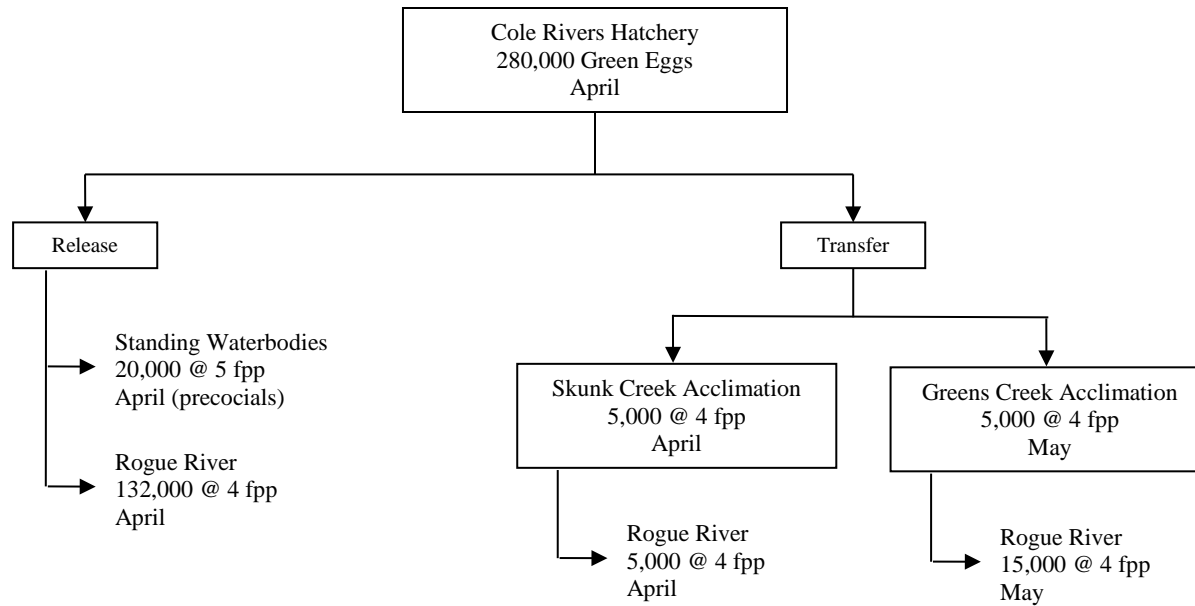 Cole Rivers Hatchery
280,000 Green Eggs
April
Release
Transfer
Standing Waterbodies
20,000 @ 5 fpp
April (precocials)
Rogue River
132,000 @ 4 fpp
April
Skunk Creek Acclimation
5,000 @ 4 fpp
April
Greens Creek Acclimation
5,000 @ 4 fpp
May
Rogue River
5,000 @ 4 fpp
April
Rogue River
15,000 @ 4 fpp
May